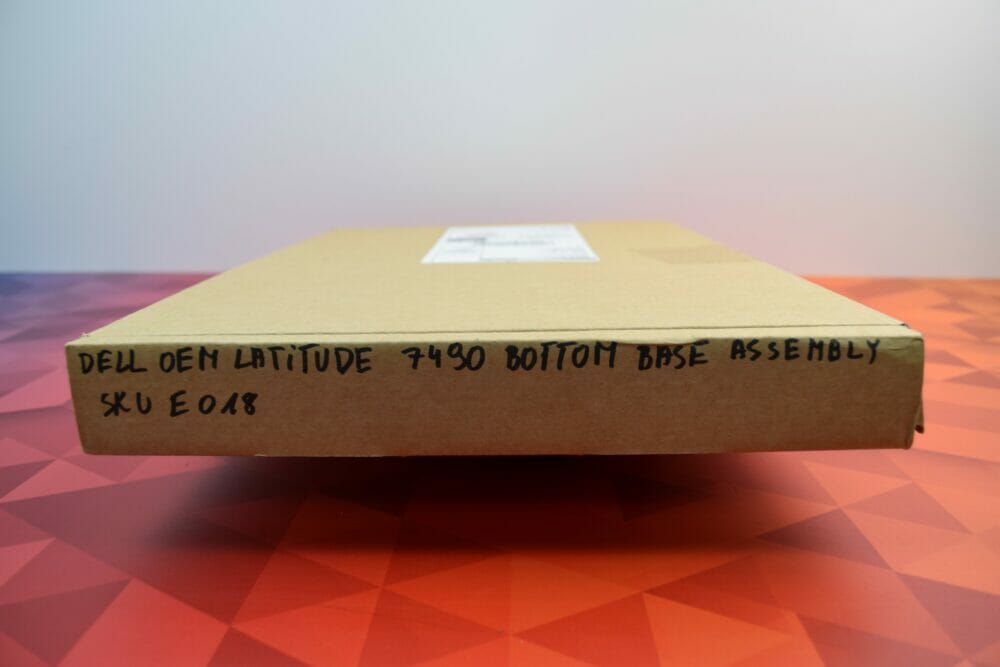 DELL OEM LATiTUDE 7490 BOTTOM BASE ASSEMBLY
SKU E018